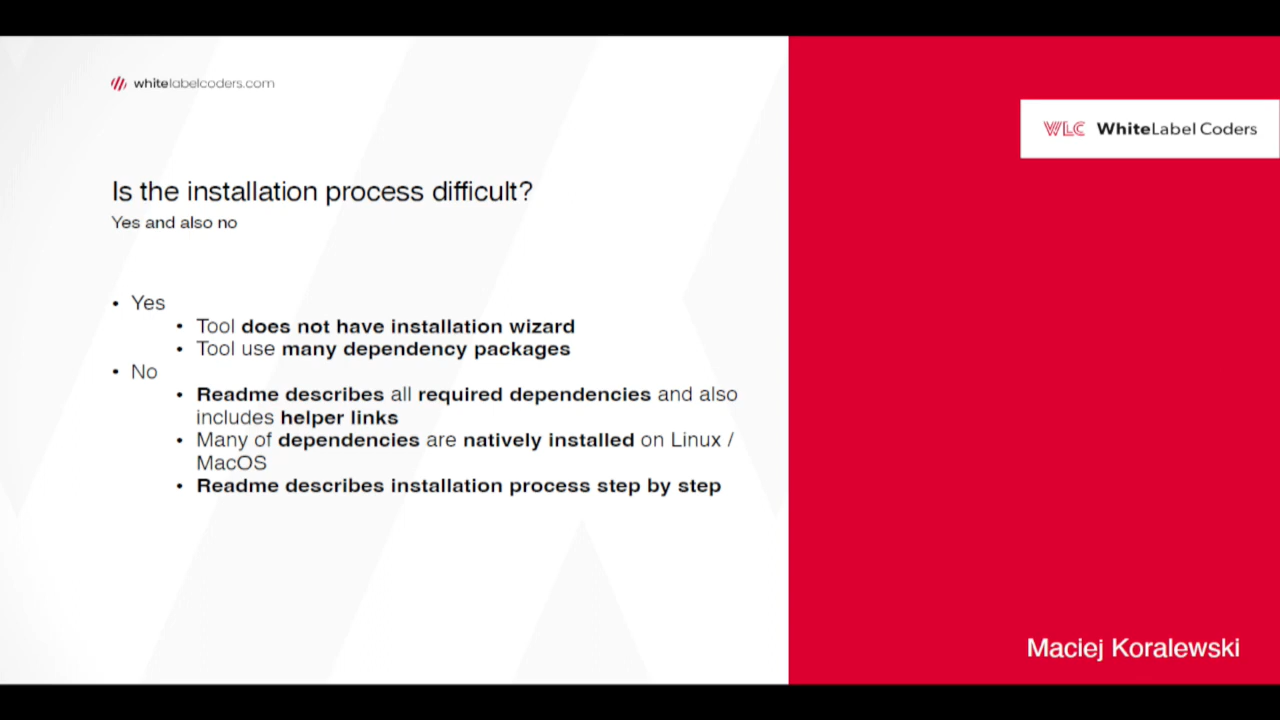 whitelabelcoders.com
WLC WhiteLabel Coders
Is the installation process difficult?
Yes and also no
• Yes
• Tool does not have installation wizard
• Tool use many dependency packages
• No
• Readme describes all required dependencies and also
includes helper links
• Many of dependencies are natively installed on Linux /
MacOS
• Readme describes installation process step by step
Maciej Koralewski